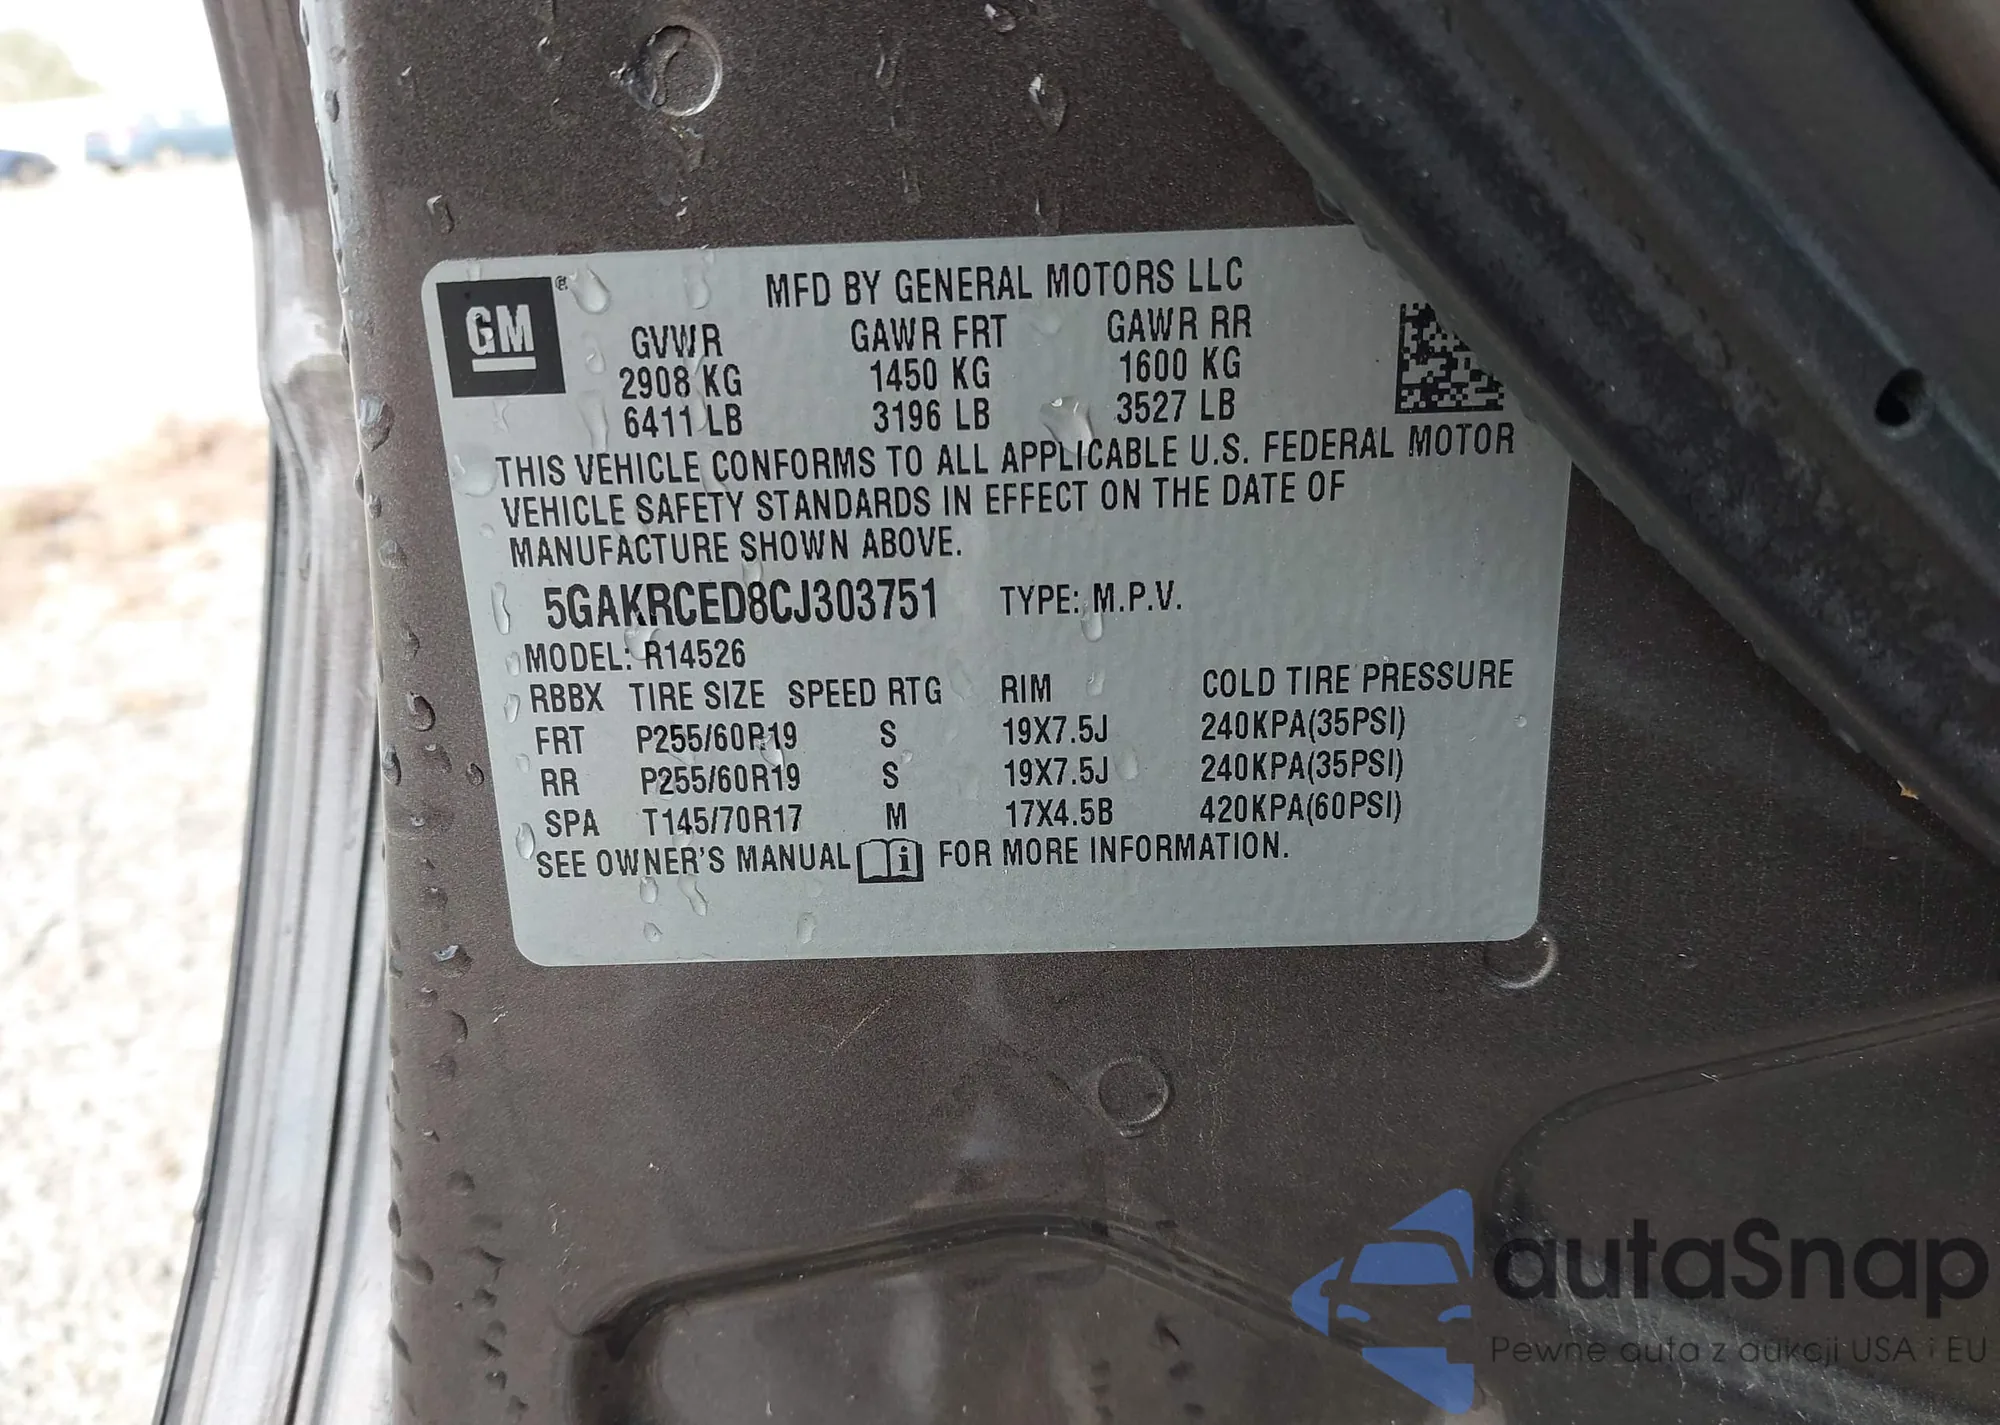 GM ®
MFD BY GENERAL MOTORS LLC
GVWR GAWR FRT GAWR RR
2908 KG 1450 KG 1600 KG
6411 LB 3196 LB 3527 LB
THIS VEHICLE CONFORMS TO ALL APPLICABLE U.S. FEDERAL MOTOR
VEHICLE SAFETY STANDARDS IN EFFECT ON THE DATE OF
MANUFACTURE SHOWN ABOVE.
5GAKRCED8CJ303751 TYPE: M.P.V.
MODEL: R14526
RBBX TIRE SIZE SPEED RTG RIM COLD TIRE PRESSURE
FRT P255/60R19 S 19X7.5J 240KPA(35PSI)
RR P255/60R19 S 19X7.5J 240KPA(35PSI)
SPA T145/70R17 M 17X4.5B 420KPA(60PSI)
SEE OWNER'S MANUAL i FOR MORE INFORMATION.
autaSnap
Pewne auta z aukcji USA i EU